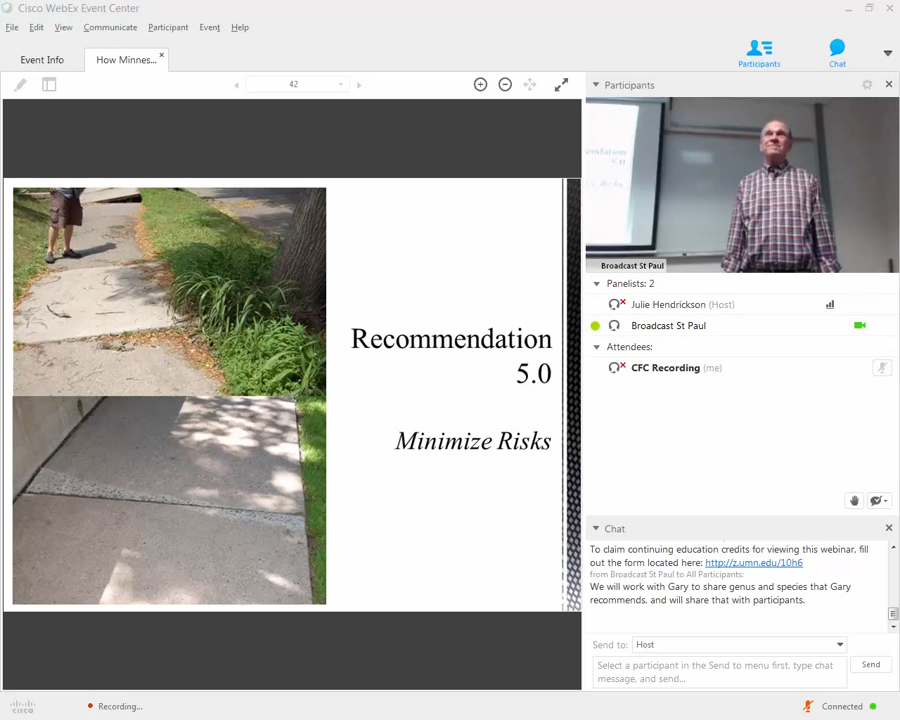 Cisco WebEx Event Center
File Edit View Communicate Participant Event Help
Event Info
How Minnes...
Participants
Chat
42
Participants
Recommendation
5.0
Minimize Risks
Broadcast St Paul
Panelists: 2
Julie Hendrickson (Host)
Broadcast St Paul
Attendees:
CFC Recording (me)
Chat
To claim continuing education credits for viewing this webinar, fill
out the form located here: http://z.umn.edu/10h6
from Broadcast St Paul to All Participants:
We will work with Gary to share genus and species that Gary
recommends, and will share that with participants.
Send to: Host
Select a participant in the Send to menu first, type chat
message, and send...
Send
cisco
Recording...
Connected